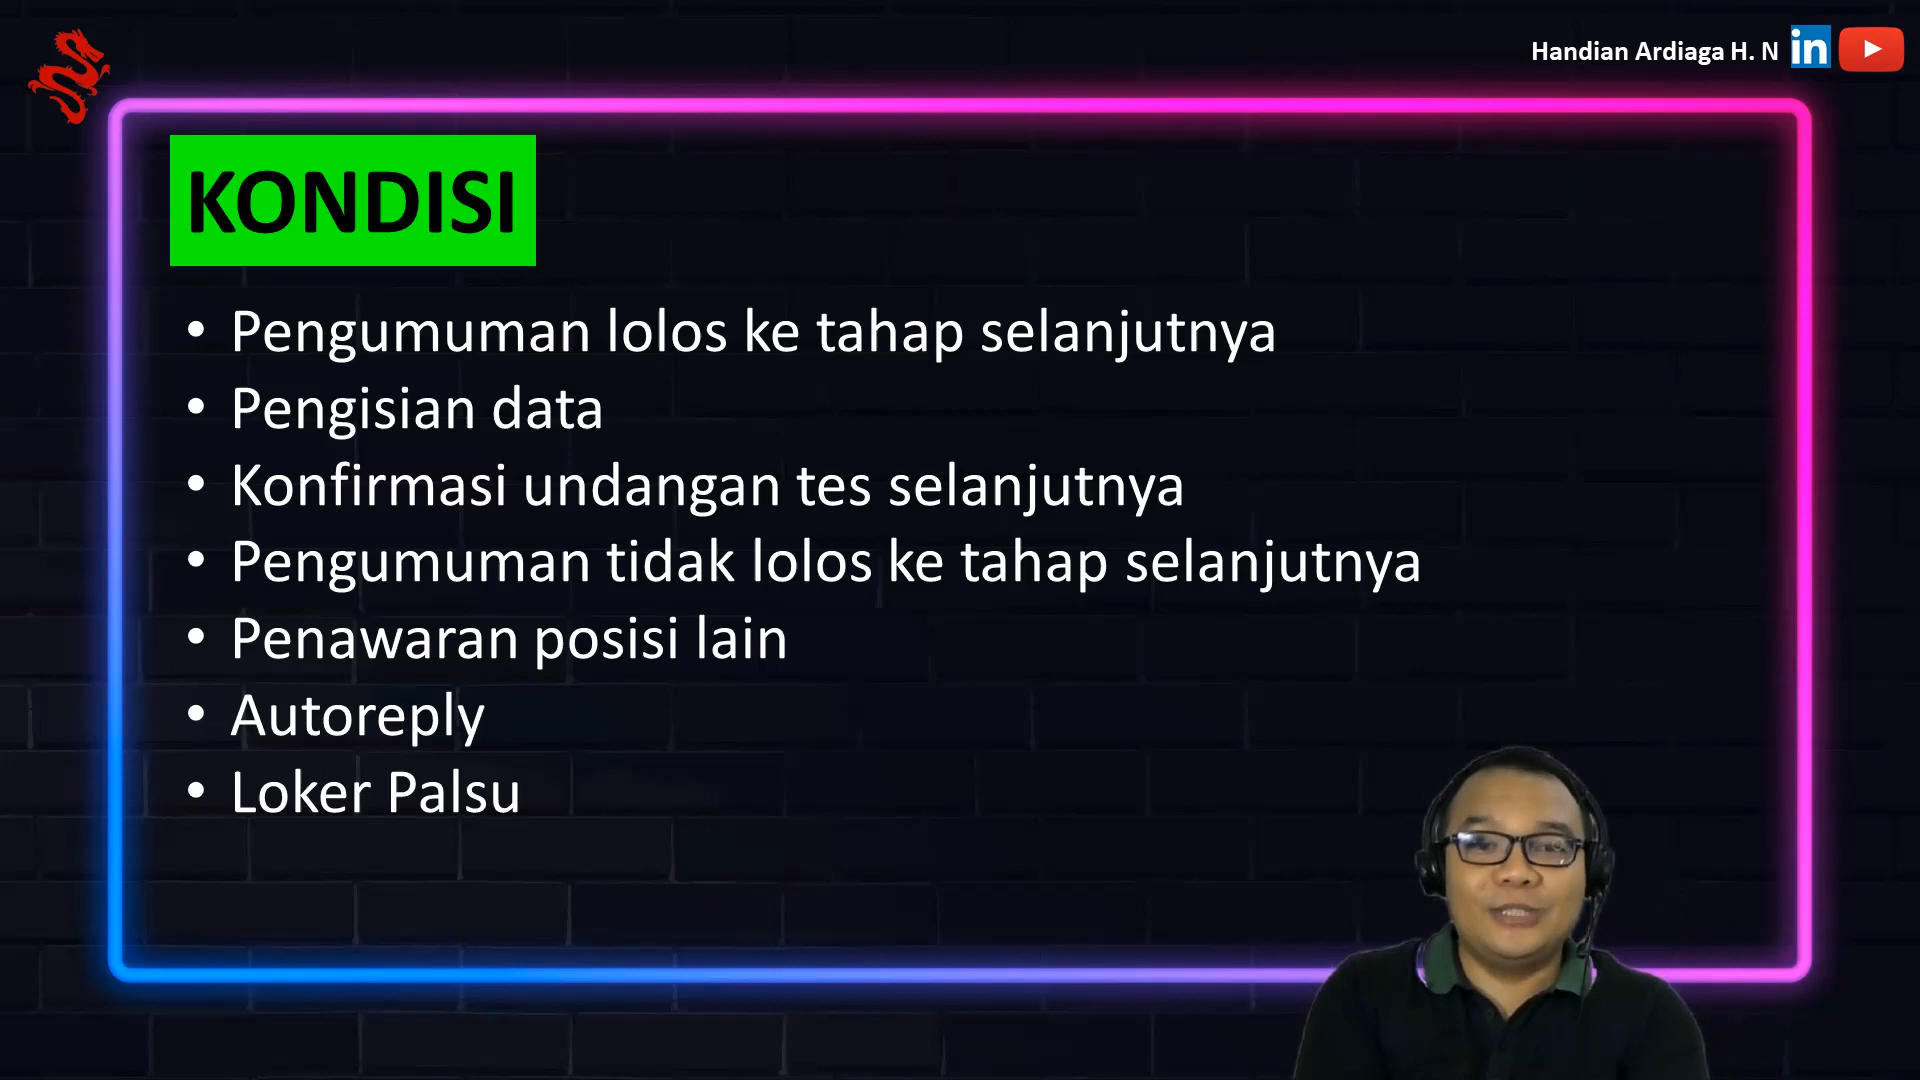 Handian Ardiaga H. N in
KONDISI
• Pengumuman lolos ke tahap selanjutnya
• Pengisian data
• Konfirmasi undangan tes selanjutnya
• Pengumuman tidak lolos ke tahap selanjutnya
• Penawaran posisi lain
• Autoreply
• Loker Palsu